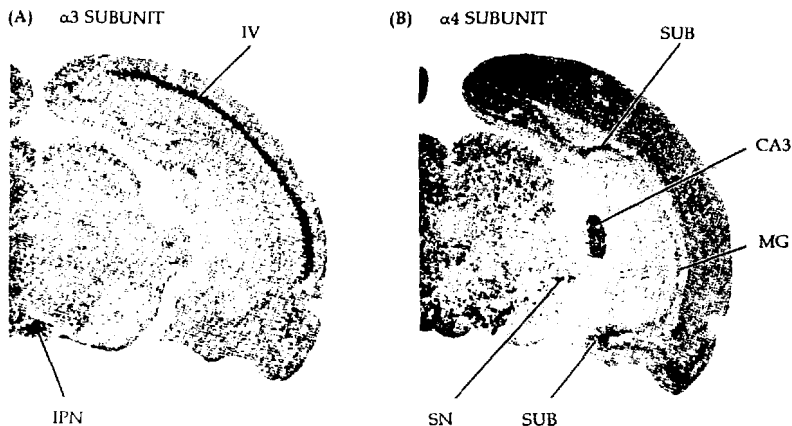 (A) α3 SUBUNIT
IV
IPN
(B) α4 SUBUNIT
SUB
CA3
MG
SN
SUB